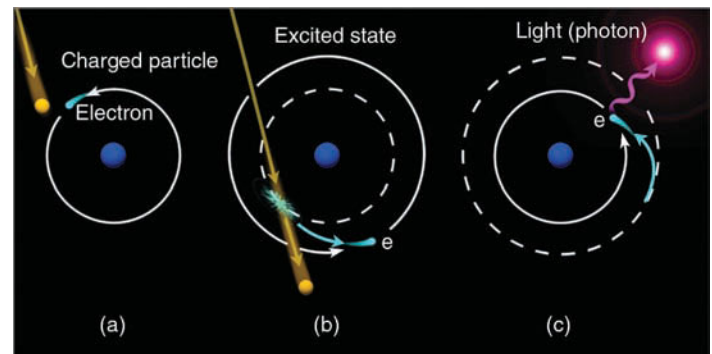 Charged particle
Electron
(a)
Excited state
e
(b)
Light (photon)
e
(c)